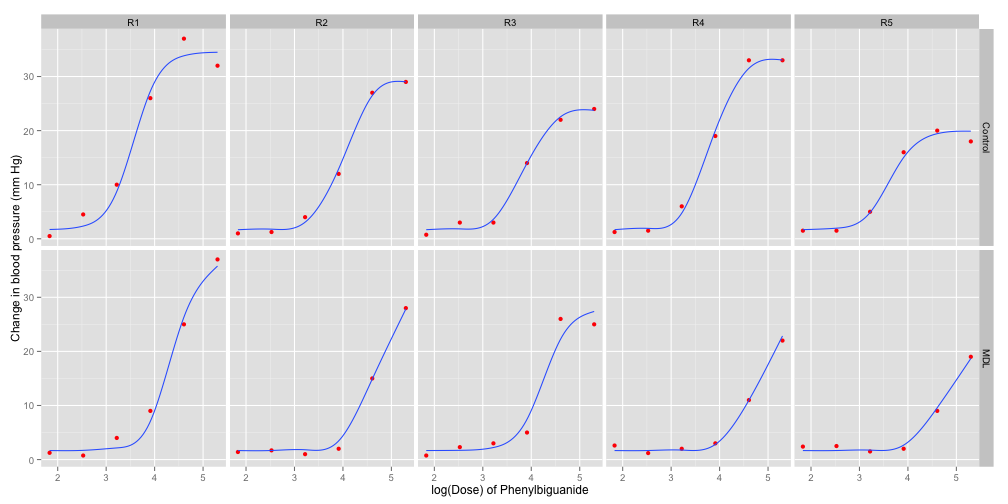 R1 R2 R3 R4 R5
Change in blood pressure (mm Hg)
30
20
10
0
Control
30
20
10
0
MDL
2 3 4 5 2 3 4 5 2 3 4 5 2 3 4 5 2 3 4 5
log(Dose) of Phenylbiguanide